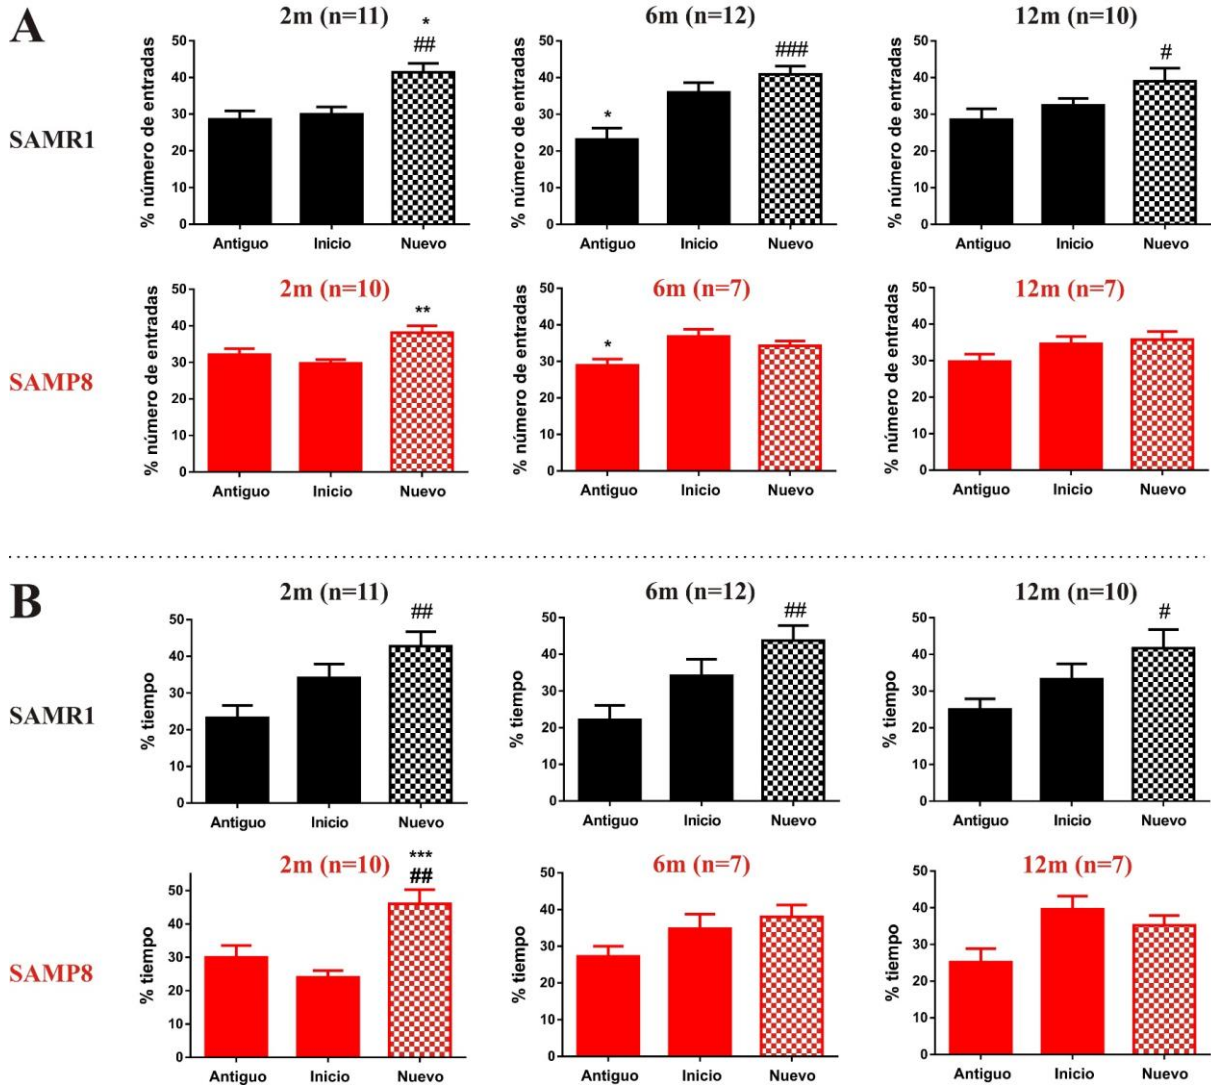 A
2m (n=11)
6m (n=12)
12m (n=10)
SAMR1
% número de entradas
50
40
30
20
10
0
*
##
Antiguo Inicio Nuevo
% número de entradas
50
40
30
20
10
0
*
###
Antiguo Inicio Nuevo
% número de entradas
50
40
30
20
10
0
#
Antiguo Inicio Nuevo
2m (n=10)
6m (n=7)
12m (n=7)
SAMP8
% número de entradas
50
40
30
20
10
0
**
Antiguo Inicio Nuevo
% número de entradas
50
40
30
20
10
0
*
Antiguo Inicio Nuevo
% número de entradas
50
40
30
20
10
0
Antiguo Inicio Nuevo
B
2m (n=11)
6m (n=12)
12m (n=10)
SAMR1
% tiempo
50
40
30
20
10
0
##
Antiguo Inicio Nuevo
% tiempo
50
40
30
20
10
0
##
Antiguo Inicio Nuevo
% tiempo
50
40
30
20
10
0
#
Antiguo Inicio Nuevo
2m (n=10)
6m (n=7)
12m (n=7)
SAMP8
% tiempo
50
40
30
20
10
0
***
##
Antiguo Inicio Nuevo
% tiempo
50
40
30
20
10
0
Antiguo Inicio Nuevo
% tiempo
50
40
30
20
10
0
Antiguo Inicio Nuevo